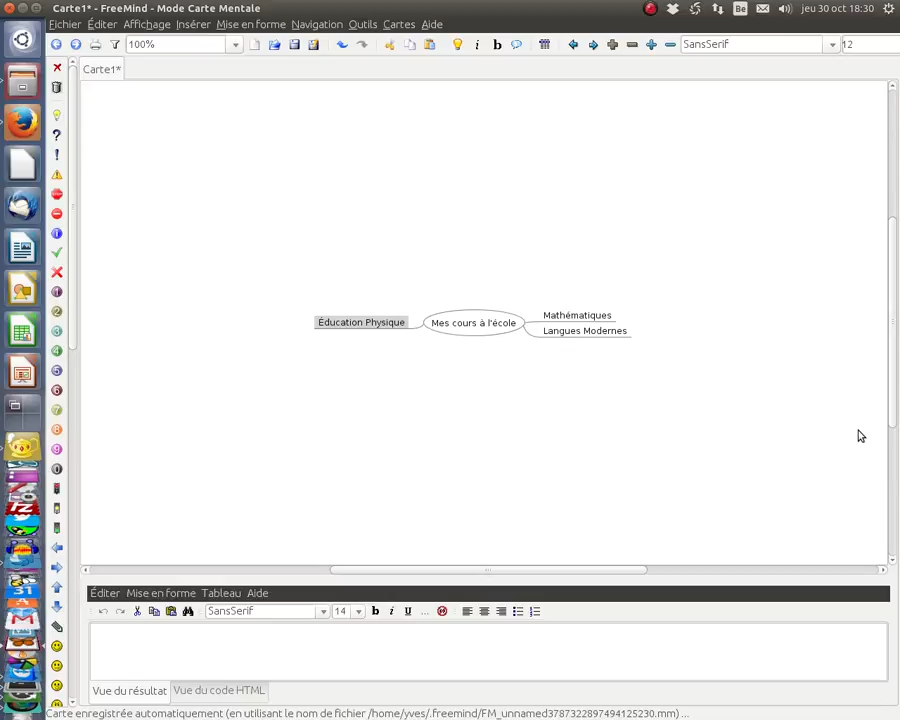 Carte1* - FreeMind - Mode Carte Mentale
Be
jeu 30 oct 18:30
Fichier Éditer Affichage Insérer Mise en forme Navigation Outils Cartes Aide
100%
SansSerif
12
Carte1*
Éducation Physique
Mes cours à l'école
Mathématiques
Langues Modernes
Éditer Mise en forme Tableau Aide
SansSerif
14
Vue du résultat
Vue du code HTML
Carte enregistrée automatiquement (en utilisant le nom de fichier /home/yves/.freemind/FM_unnamed3787322897494125230.mm) ...